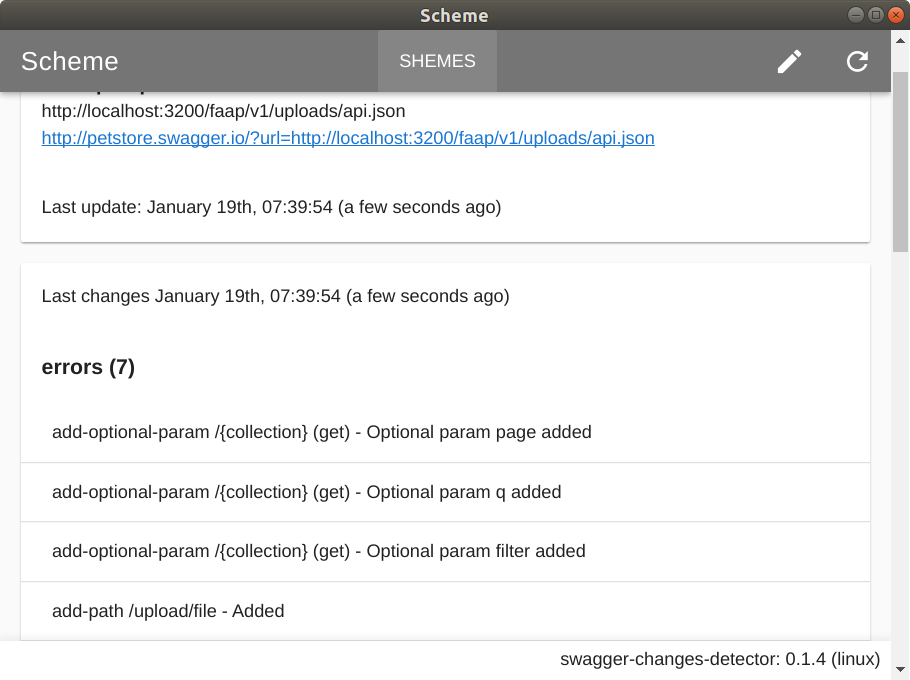 Scheme
Scheme
SHEMES
http://localhost:3200/faap/v1/uploads/api.json
http://petstore.swagger.io/?url=http://localhost:3200/faap/v1/uploads/api.json
Last update: January 19th, 07:39:54 (a few seconds ago)
Last changes January 19th, 07:39:54 (a few seconds ago)
errors (7)
add-optional-param /{collection} (get) - Optional param page added
add-optional-param /{collection} (get) - Optional param q added
add-optional-param /{collection} (get) - Optional param filter added
add-path /upload/file - Added
swagger-changes-detector: 0.1.4 (linux)